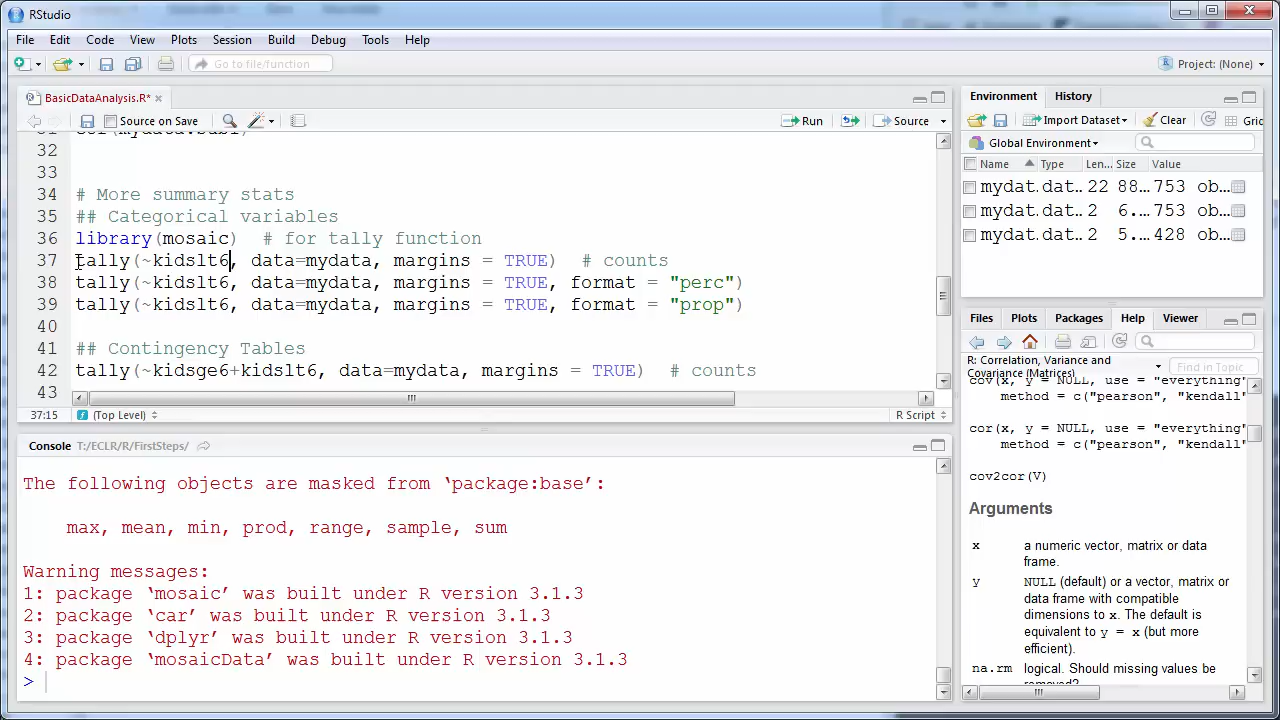 RStudio
File Edit Code View Plots Session Build Debug Tools Help
Go to file/function Project: (None)
BasicDataAnalysis.R*
Source on Save Run Source
31
32
33
34 # More summary stats
35 ## Categorical variables
36 library(mosaic) # for tally function
37 tally(~kidslt6, data=mydata, margins = TRUE) # counts
38 tally(~kidslt6, data=mydata, margins = TRUE, format = "perc")
39 tally(~kidslt6, data=mydata, margins = TRUE, format = "prop")
40
41 ## Contingency Tables
42 tally(~kidsge6+kidslt6, data=mydata, margins = TRUE) # counts
43
37:15 (Top Level) R Script
Console T:/ECLR/R/FirstSteps/
The following objects are masked from ‘package:base’:
max, mean, min, prod, range, sample, sum
Warning messages:
1: package ‘mosaic’ was built under R version 3.1.3
2: package ‘car’ was built under R version 3.1.3
3: package ‘dplyr’ was built under R version 3.1.3
4: package ‘mosaicData’ was built under R version 3.1.3
>
Environment History
Import Dataset Clear Grid
Global Environment
Name Type Len… Size Value
mydat… dat… 22 88… 753 ob…
mydat… dat… 2 6.… 753 ob…
mydat… dat… 2 5.… 428 ob…
Files Plots Packages Help Viewer
R: Correlation, Variance and
Covariance (Matrices) Find in Topic
cov(x, y = NULL, use = "everything"
method = c("pearson", "kendall"
cor(x, y = NULL, use = "everything"
method = c("pearson", "kendall"
cov2cor(V)
Arguments
x a numeric vector, matrix or data
frame.
y NULL (default) or a vector, matrix or
data frame with compatible
dimensions to x. The default is
equivalent to y = x (but more
efficient).
na.rm logical. Should missing values be
removed?